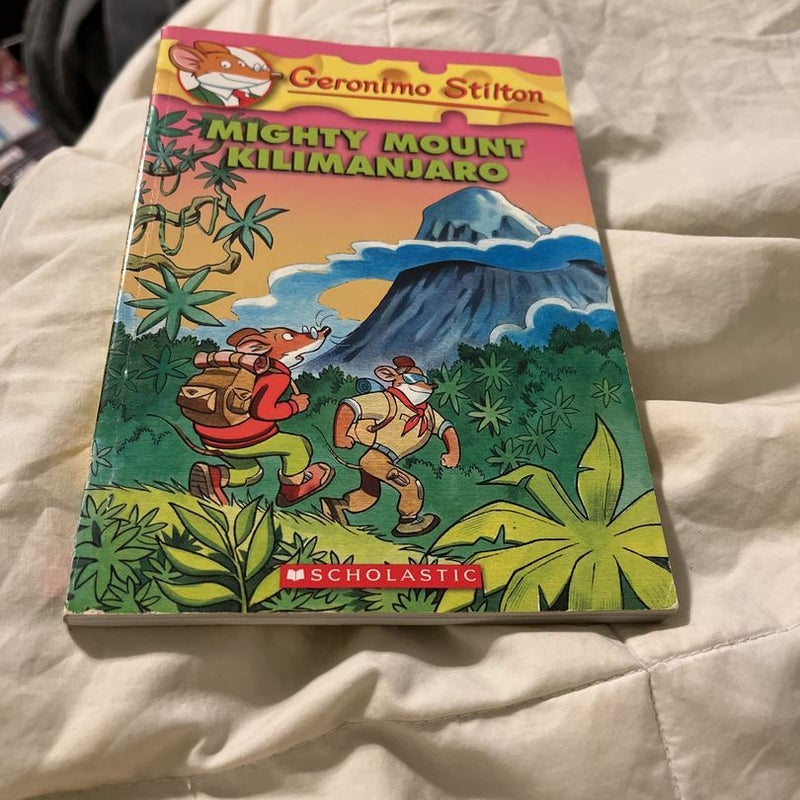 Geronimo Stilton
MIGHTY MOUNT
KILIMANJARO
SCHOLASTIC